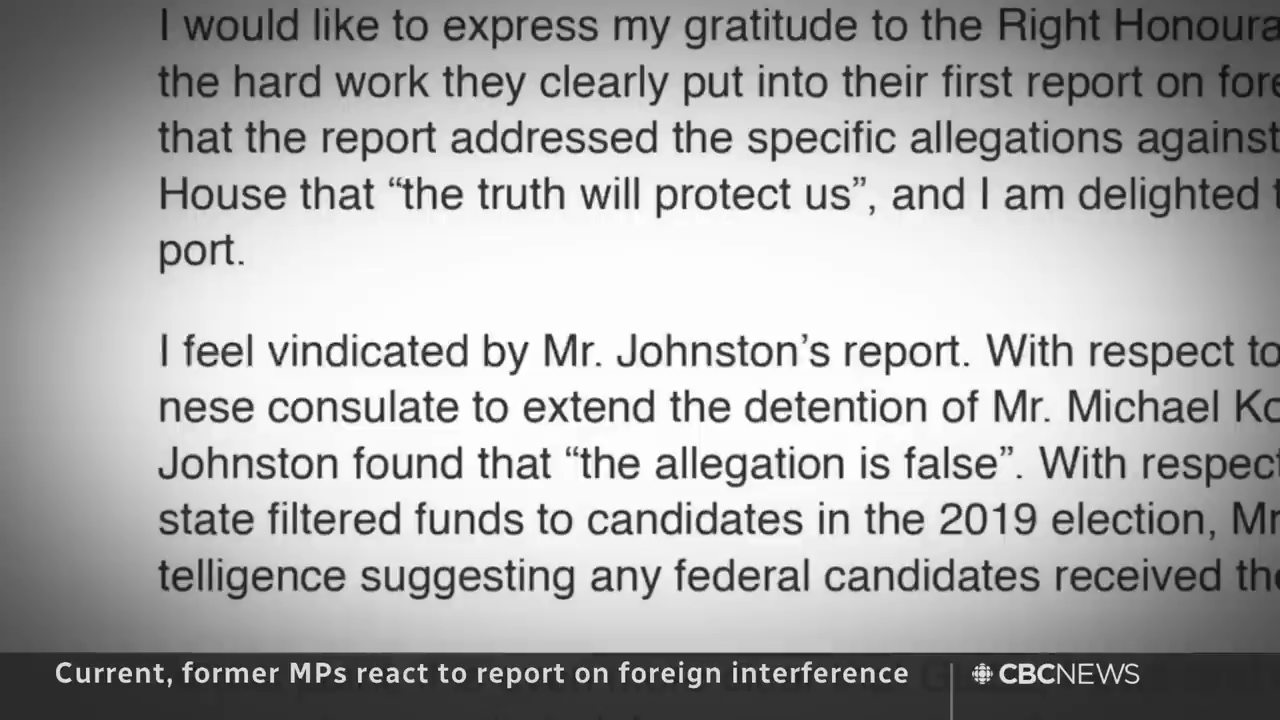 I would like to express my gratitude to the Right Honoura
the hard work they clearly put into their first report on fore
that the report addressed the specific allegations against
House that “the truth will protect us”, and I am delighted t
port.
I feel vindicated by Mr. Johnston’s report. With respect to
nese consulate to extend the detention of Mr. Michael Ko
Johnston found that “the allegation is false”. With respect
state filtered funds to candidates in the 2019 election, Mr
telligence suggesting any federal candidates received the
Current, former MPs react to report on foreign interference
CBCNEWS